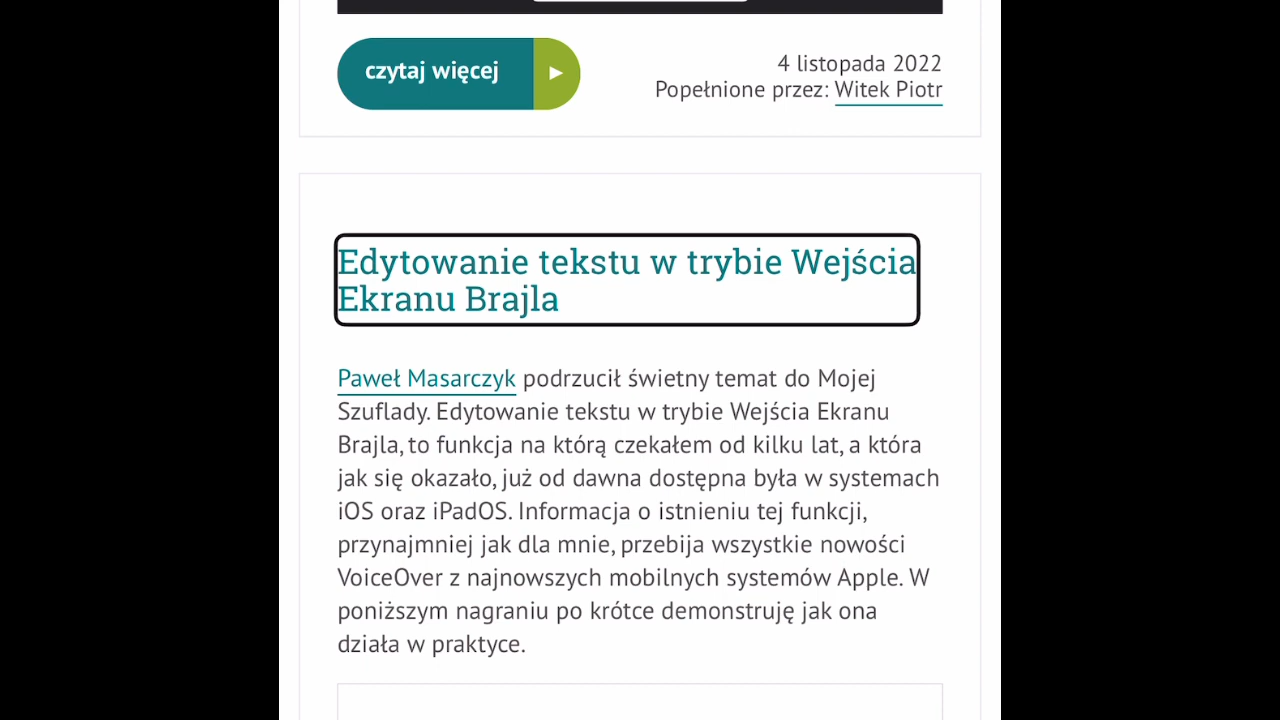 czytaj więcej
4 listopada 2022
Popełnione przez: Witek Piotr
Edytowanie tekstu w trybie Wejścia
Ekranu Brajla
Paweł Masarczyk podrzucił świetny temat do Mojej
Szuflady. Edytowanie tekstu w trybie Wejścia Ekranu
Brajla, to funkcja na którą czekałem od kilku lat, a która
jak się okazało, już od dawna dostępna była w systemach
iOS oraz iPadOS. Informacja o istnieniu tej funkcji,
przynajmniej jak dla mnie, przebija wszystkie nowości
VoiceOver z najnowszych mobilnych systemów Apple. W
poniższym nagraniu po krótce demonstruję jak ona
działa w praktyce.